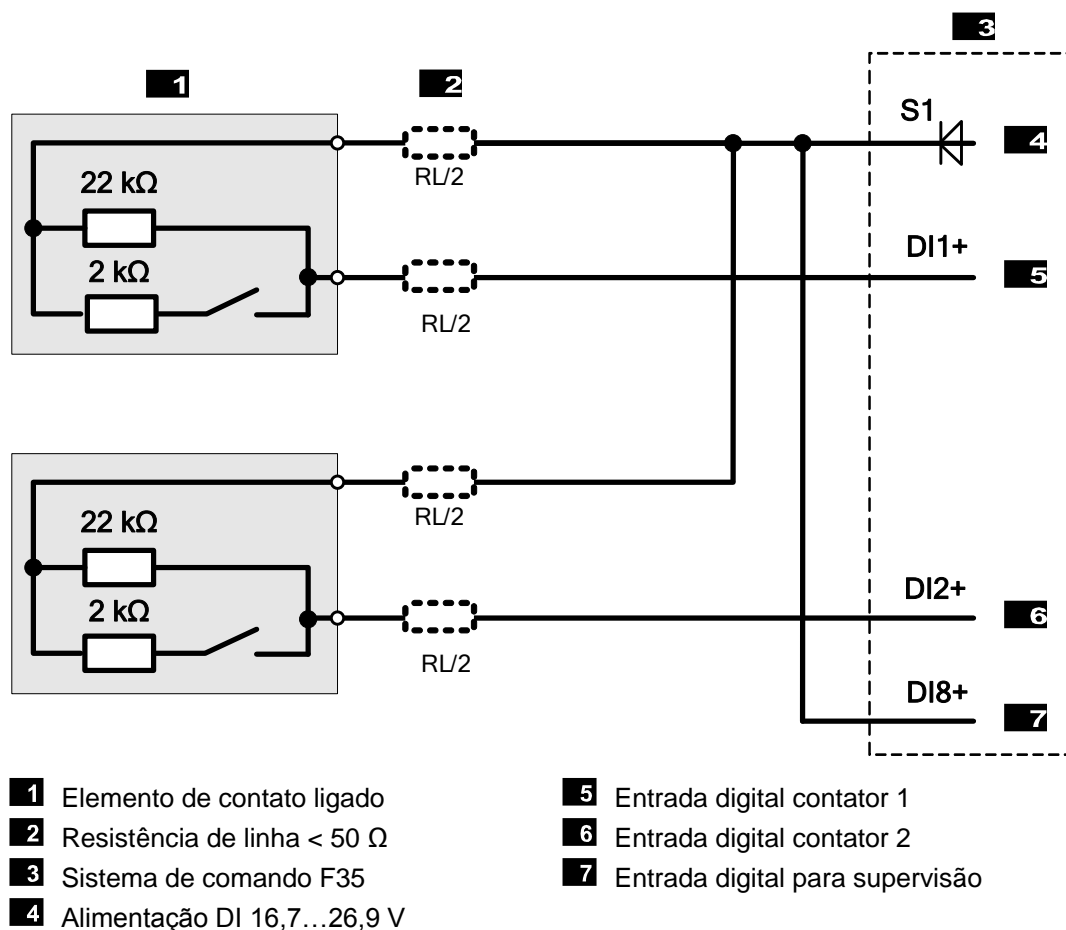 3
1
2
S1
4
22 kΩ
RL/2
DI1+
2 kΩ
5
RL/2
22 kΩ
RL/2
DI2+
2 kΩ
6
RL/2
DI8+
7
1 Elemento de contato ligado
2 Resistência de linha < 50 Ω
3 Sistema de comando F35
4 Alimentação DI 16,7…26,9 V
5 Entrada digital contator 1
6 Entrada digital contator 2
7 Entrada digital para supervisão